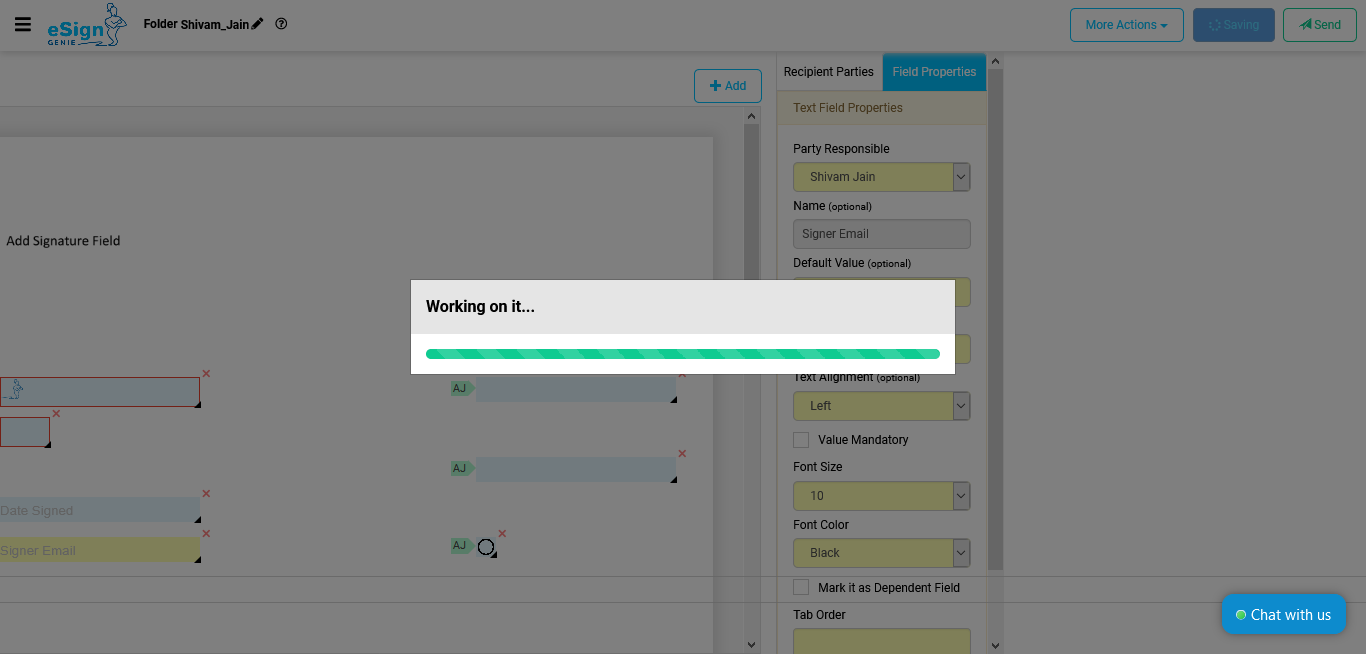 eSign
GENIE
Folder Shivam_Jain
More Actions
Saving
Send
Add
Recipient Parties
Field Properties
Text Field Properties
Party Responsible
Shivam Jain
Name (optional)
Signer Email
Default Value (optional)
Add Signature Field
Working on it...
Text Alignment (optional)
AJ
Left
Value Mandatory
Font Size
AJ
10
Date Signed
Font Color
Signer Email
AJ
Black
Mark it as Dependent Field
Tab Order
Chat with us